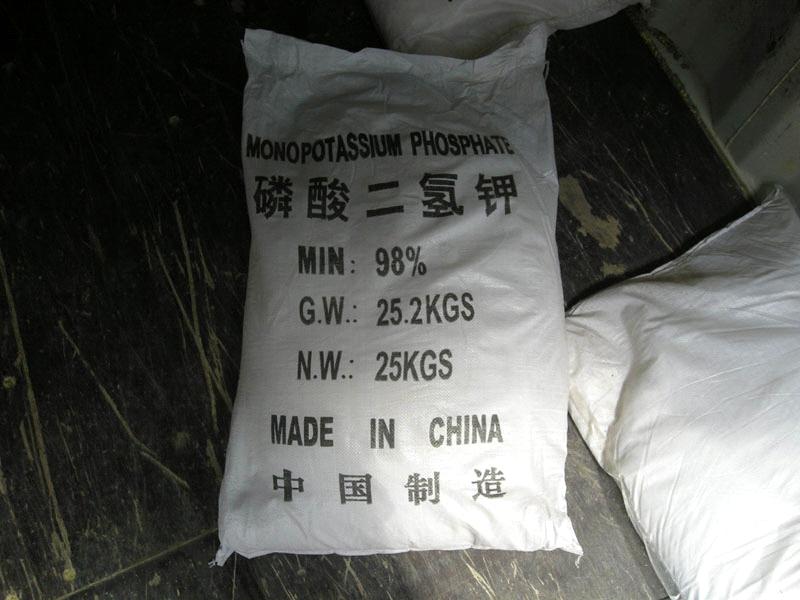 MONOPOTASSIUM PHOSPHATE
磷酸二氢钾
MIN: 98%
G.W.: 25.2KGS
N.W.: 25KGS
MADE IN CHINA
中国制造